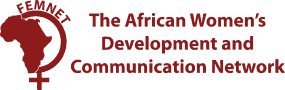 FEMNET
The African Women's
Development and
Communication Network